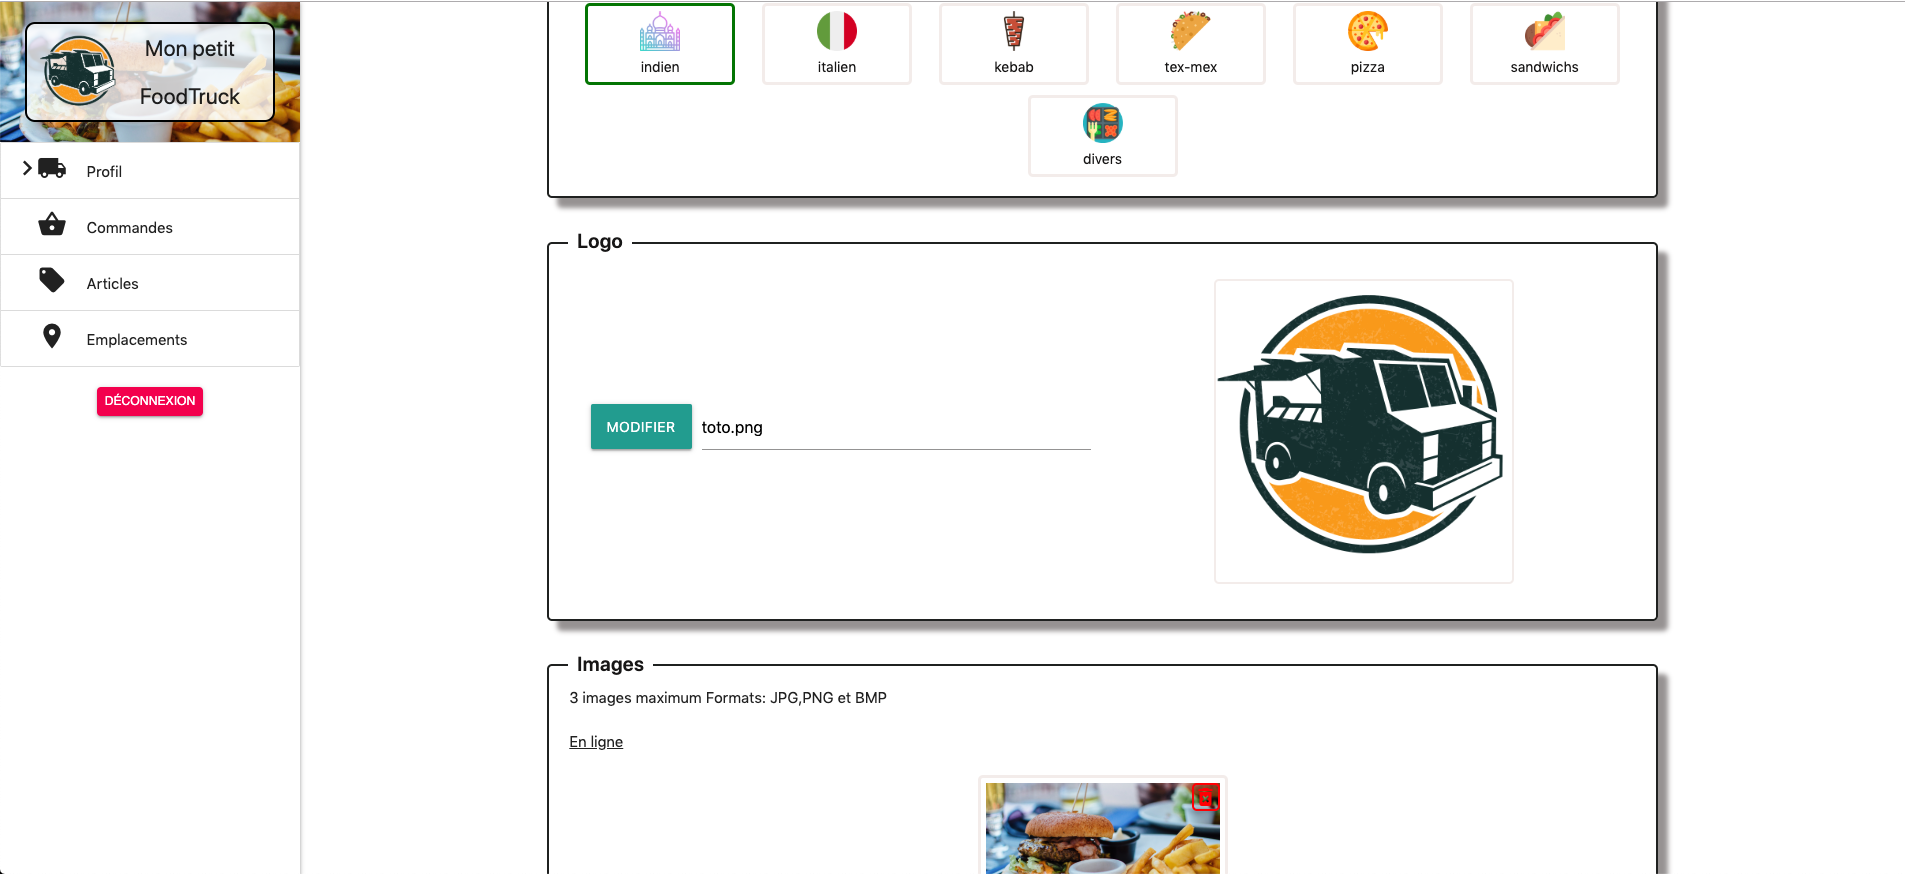 Mon petit
FoodTruck
Profil
Commandes
Articles
Emplacements
DÉCONNEXION
indien
italien
kebab
tex-mex
pizza
sandwichs
divers
Logo
MODIFIER
toto.png
Images
3 images maximum Formats: JPG,PNG et BMP
En ligne